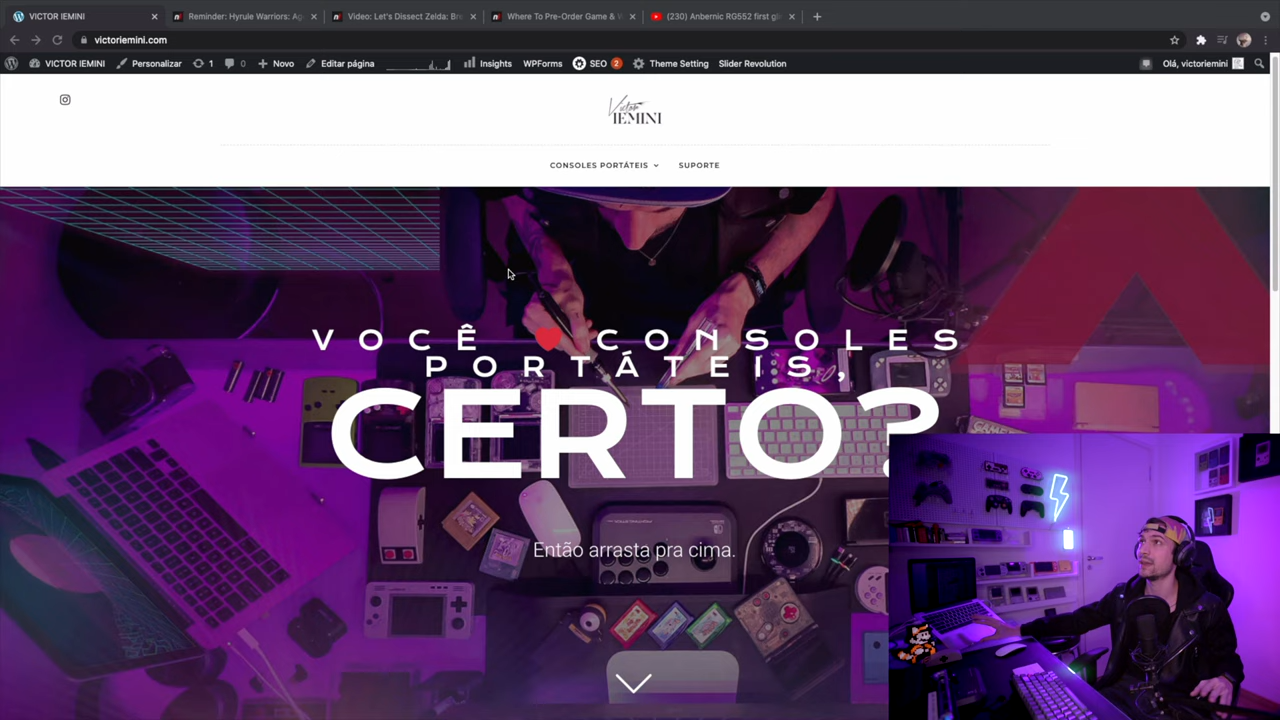 VICTOR IEMINI
Reminder: Hyrule Warriors: Ag
Video: Let's Dissect Zelda: Bre
Where To Pre-Order Game & W
(230) Anbernic RG552 first gli
victoriemini.com
VICTOR IEMINI
Personalizar
1
0
Novo
Editar página
Insights
WPForms
SEO 2
Theme Setting
Slider Revolution
Olá, victoriemini
Victor
IEMINI
CONSOLES PORTÁTEIS
SUPORTE
VOCÊ ❤ CONSOLES
PORTÁTEIS,
CERTO?
Então arrasta pra cima.